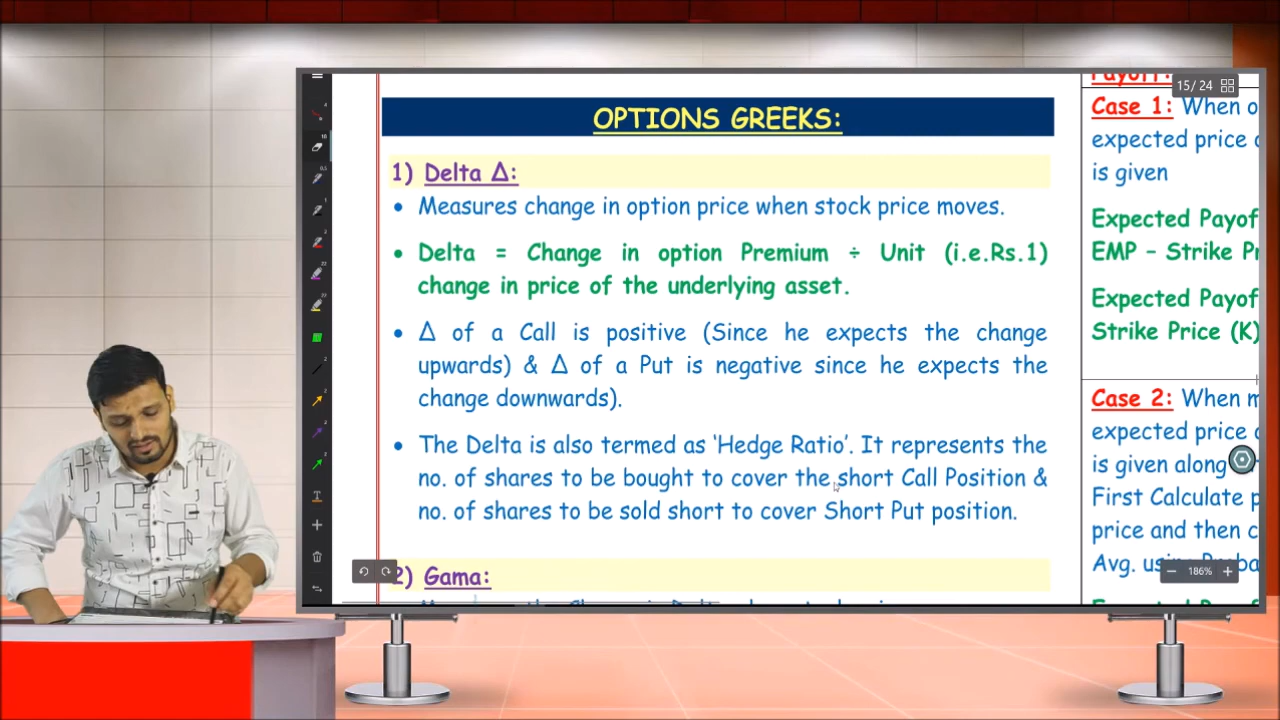 OPTIONS GREEKS:
1) Delta Δ:
• Measures change in option price when stock price moves.
• Delta = Change in option Premium ÷ Unit (i.e.Rs.1)
change in price of the underlying asset.
• Δ of a Call is positive (Since he expects the change
upwards) & Δ of a Put is negative since he expects the
change downwards).
• The Delta is also termed as ‘Hedge Ratio’. It represents the
no. of shares to be bought to cover the short Call Position &
no. of shares to be sold short to cover Short Put position.
2) Gama:
Payoff:
15/ 24
Case 1: When
expected price
is given
Expected Payof
EMP – Strike Pr
Expected Payof
Strike Price (K)
Case 2: When
expected price
is given along
First Calculate
price and then
Avg.
186%